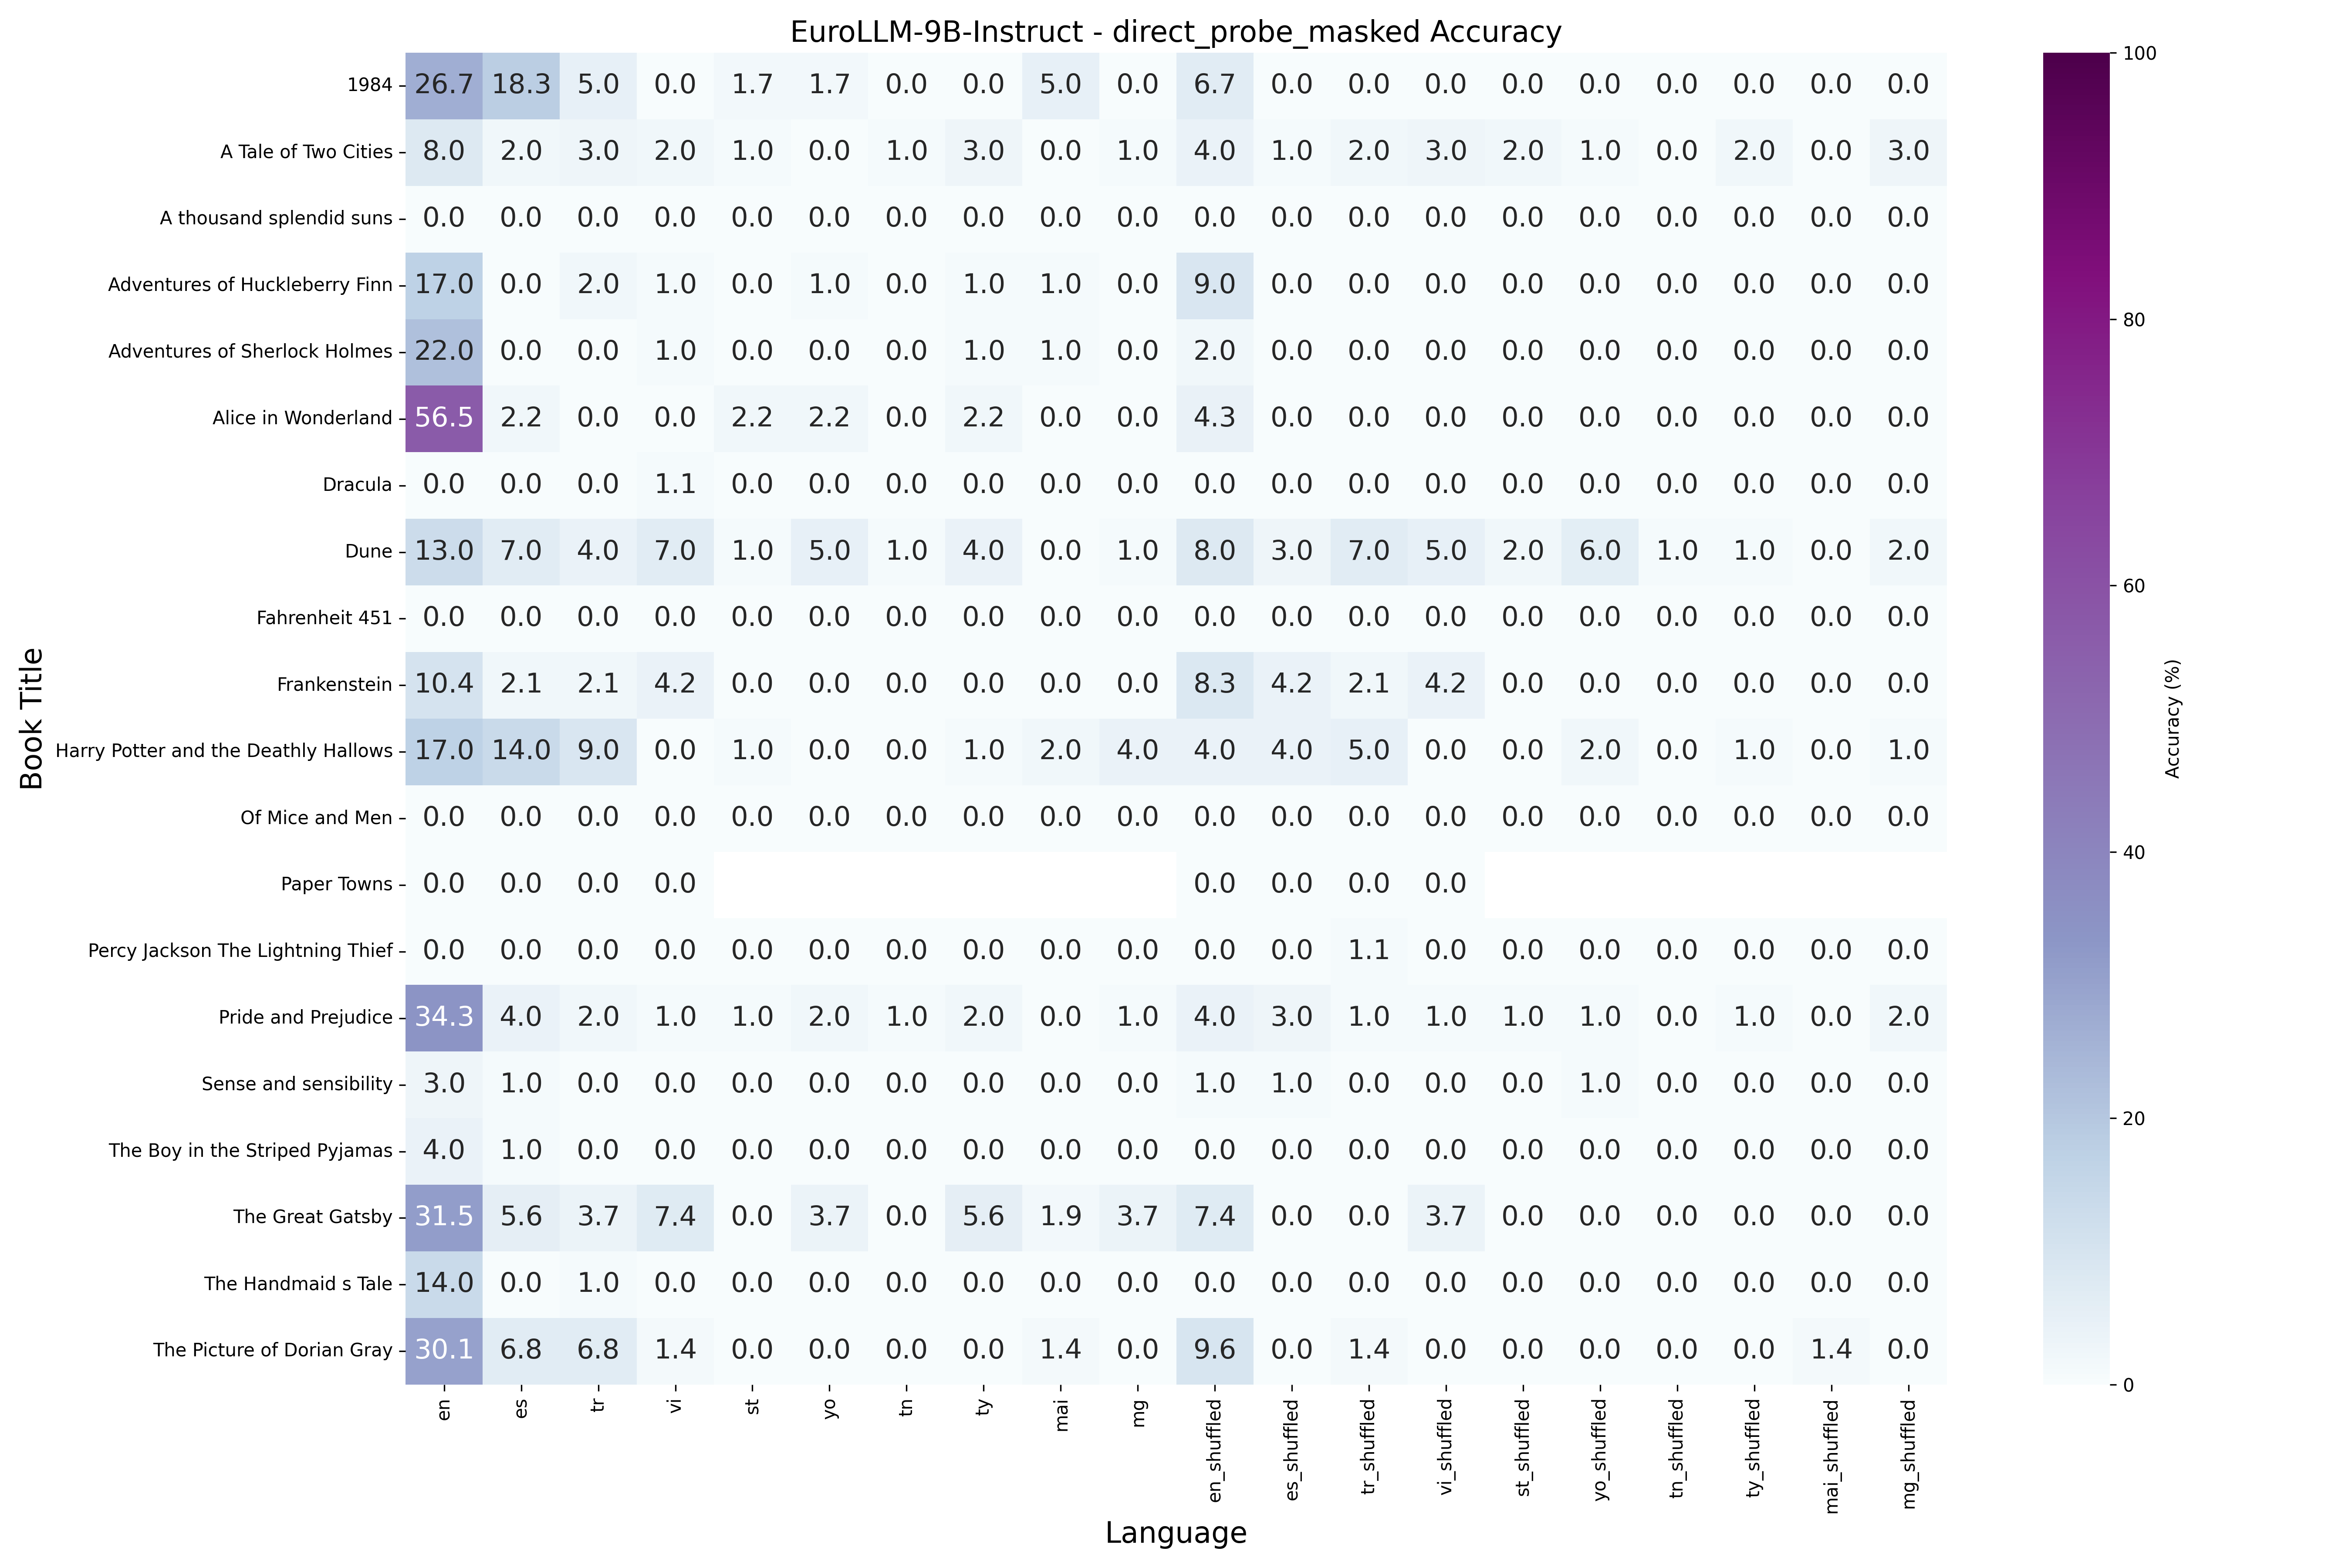 EuroLLM-9B-Instruct - direct_probe_masked Accuracy
Book Title
1984 26.7 18.3 5.0 0.0 1.7 1.7 0.0 0.0 5.0 0.0 6.7 0.0 0.0 0.0 0.0 0.0 0.0 0.0 0.0 0.0
A Tale of Two Cities 8.0 2.0 3.0 2.0 1.0 0.0 1.0 3.0 0.0 1.0 4.0 1.0 2.0 3.0 2.0 1.0 0.0 2.0 0.0 3.0
A thousand splendid suns 0.0 0.0 0.0 0.0 0.0 0.0 0.0 0.0 0.0 0.0 0.0 0.0 0.0 0.0 0.0 0.0 0.0 0.0 0.0 0.0
Adventures of Huckleberry Finn 17.0 0.0 2.0 1.0 0.0 1.0 0.0 1.0 1.0 0.0 9.0 0.0 0.0 0.0 0.0 0.0 0.0 0.0 0.0 0.0
Adventures of Sherlock Holmes 22.0 0.0 0.0 1.0 0.0 0.0 0.0 1.0 1.0 0.0 2.0 0.0 0.0 0.0 0.0 0.0 0.0 0.0 0.0 0.0
Alice in Wonderland 56.5 2.2 0.0 0.0 2.2 2.2 0.0 2.2 0.0 0.0 4.3 0.0 0.0 0.0 0.0 0.0 0.0 0.0 0.0 0.0
Dracula 0.0 0.0 0.0 1.1 0.0 0.0 0.0 0.0 0.0 0.0 0.0 0.0 0.0 0.0 0.0 0.0 0.0 0.0 0.0 0.0
Dune 13.0 7.0 4.0 7.0 1.0 5.0 1.0 4.0 0.0 1.0 8.0 3.0 7.0 5.0 2.0 6.0 1.0 1.0 0.0 2.0
Fahrenheit 451 0.0 0.0 0.0 0.0 0.0 0.0 0.0 0.0 0.0 0.0 0.0 0.0 0.0 0.0 0.0 0.0 0.0 0.0 0.0 0.0
Frankenstein 10.4 2.1 2.1 4.2 0.0 0.0 0.0 0.0 0.0 0.0 8.3 4.2 2.1 4.2 0.0 0.0 0.0 0.0 0.0 0.0
Harry Potter and the Deathly Hallows 17.0 14.0 9.0 0.0 1.0 0.0 0.0 1.0 2.0 4.0 4.0 4.0 5.0 0.0 0.0 2.0 0.0 1.0 0.0 1.0
Of Mice and Men 0.0 0.0 0.0 0.0 0.0 0.0 0.0 0.0 0.0 0.0 0.0 0.0 0.0 0.0 0.0 0.0 0.0 0.0 0.0 0.0
Paper Towns 0.0 0.0 0.0 0.0 0.0 0.0 0.0 0.0
Percy Jackson The Lightning Thief 0.0 0.0 0.0 0.0 0.0 0.0 0.0 0.0 0.0 0.0 0.0 0.0 1.1 0.0 0.0 0.0 0.0 0.0 0.0 0.0
Pride and Prejudice 34.3 4.0 2.0 1.0 1.0 2.0 1.0 2.0 0.0 1.0 4.0 3.0 1.0 1.0 1.0 1.0 0.0 1.0 0.0 2.0
Sense and sensibility 3.0 1.0 0.0 0.0 0.0 0.0 0.0 0.0 0.0 0.0 1.0 1.0 0.0 0.0 0.0 1.0 0.0 0.0 0.0 0.0
The Boy in the Striped Pyjamas 4.0 1.0 0.0 0.0 0.0 0.0 0.0 0.0 0.0 0.0 0.0 0.0 0.0 0.0 0.0 0.0 0.0 0.0 0.0 0.0
The Great Gatsby 31.5 5.6 3.7 7.4 0.0 3.7 0.0 5.6 1.9 3.7 7.4 0.0 0.0 3.7 0.0 0.0 0.0 0.0 0.0 0.0
The Handmaid s Tale 14.0 0.0 1.0 0.0 0.0 0.0 0.0 0.0 0.0 0.0 0.0 0.0 0.0 0.0 0.0 0.0 0.0 0.0 0.0 0.0
The Picture of Dorian Gray 30.1 6.8 6.8 1.4 0.0 0.0 0.0 0.0 1.4 0.0 9.6 0.0 1.4 0.0 0.0 0.0 0.0 0.0 1.4 0.0
en es tr vi st yo tn ty mai mg en_shuffled es_shuffled tr_shuffled vi_shuffled st_shuffled yo_shuffled tn_shuffled ty_shuffled mai_shuffled mg_shuffled
Language
100
80
60
40
20
0
Accuracy (%)